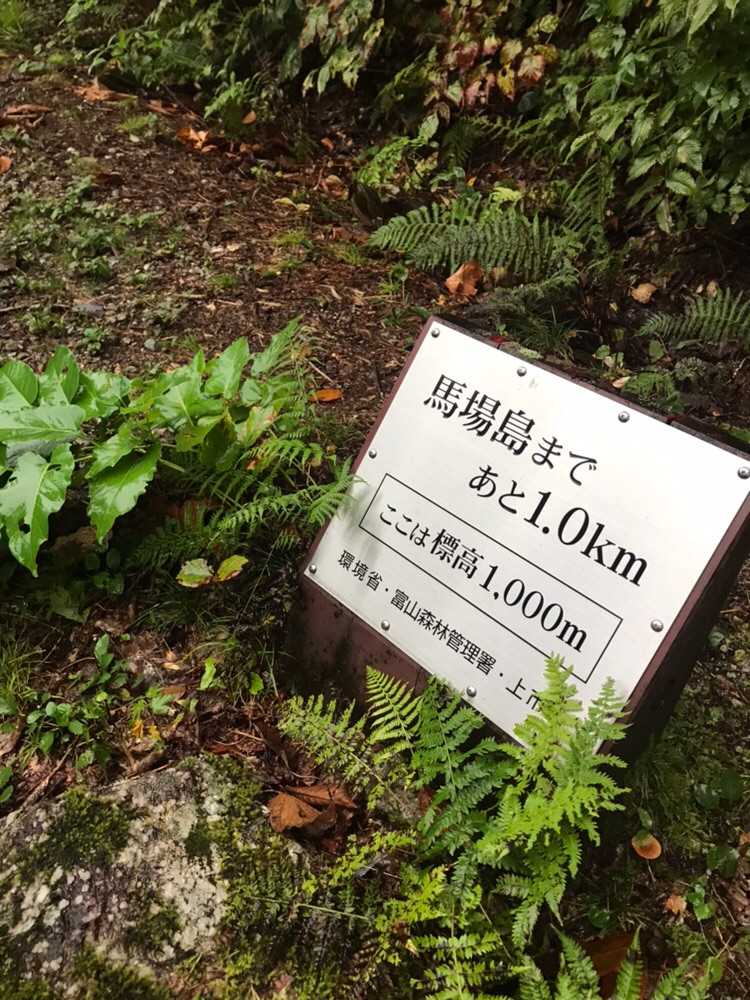 馬場島まで
あと1.0km
ここは標高1,000m
環境省・富山森林管理署・上市